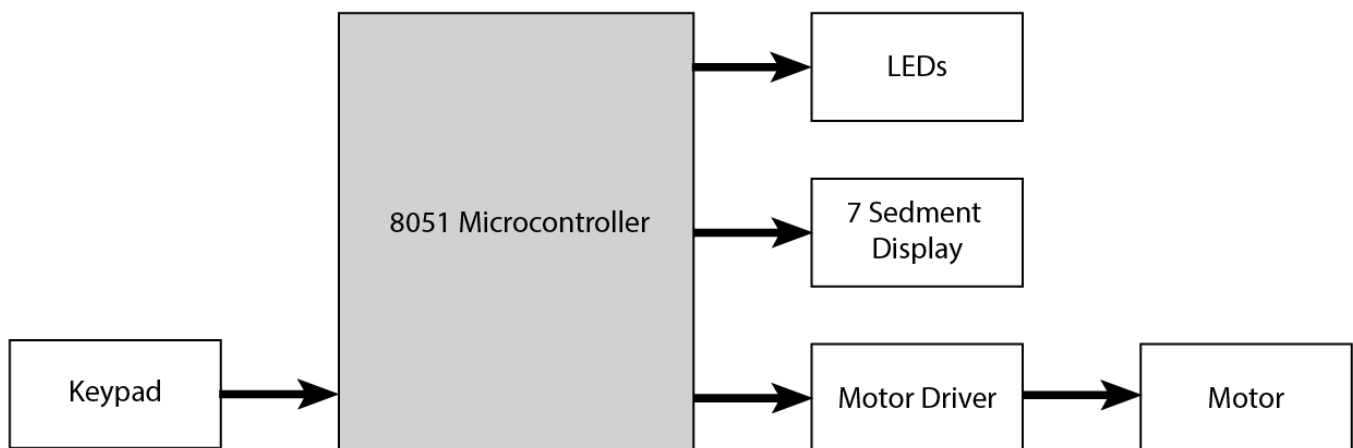 LEDs
8051 Microcontroller
7 Sedment
Display
Keypad
Motor Driver
Motor